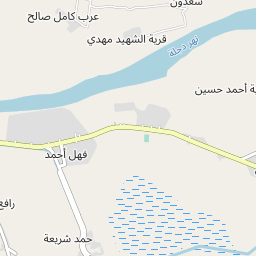 سعدون
عرب كامل صالح
قرية الشهيد مهدي
نهر دجلة
ة أحمد حسين
فهل أحمد
رافع
حمد شريعة